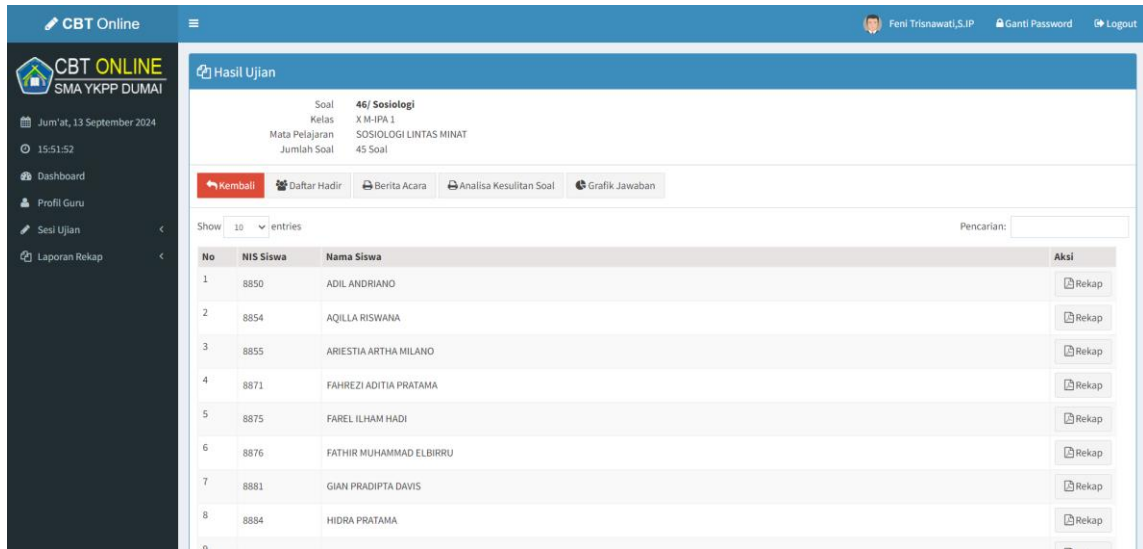 CBT Online
Feni Trisnawati,S.IP
Ganti Password
Logout
CBT ONLINE
SMA YKPP DUMAI
Jum'at, 13 September 2024
15:51:52
Dashboard
Profil Guru
Sesi Ujian
Laporan Rekap
Hasil Ujian
Soal 46/ Sosiologi
Kelas X M-IPA 1
Mata Pelajaran SOSIOLOGI LINTAS MINAT
Jumlah Soal 45 Soal
Kembali Daftar Hadir Berita Acara Analisa Kesulitan Soal Grafik Jawaban
Show 10 entries Pencarian:
No NIS Siswa Nama Siswa Aksi
1 8850 ADIL ANDRIANO Rekap
2 8854 AQILLA RISWANA Rekap
3 8855 ARIESTIA ARTHA MILANO Rekap
4 8871 FAHREZI ADITIA PRATAMA Rekap
5 8875 FAREL ILHAM HADI Rekap
6 8876 FATHIR MUHAMMAD ELBIRRU Rekap
7 8881 GIAN PRADIPTA DAVIS Rekap
8 8884 HIDRA PRATAMA Rekap